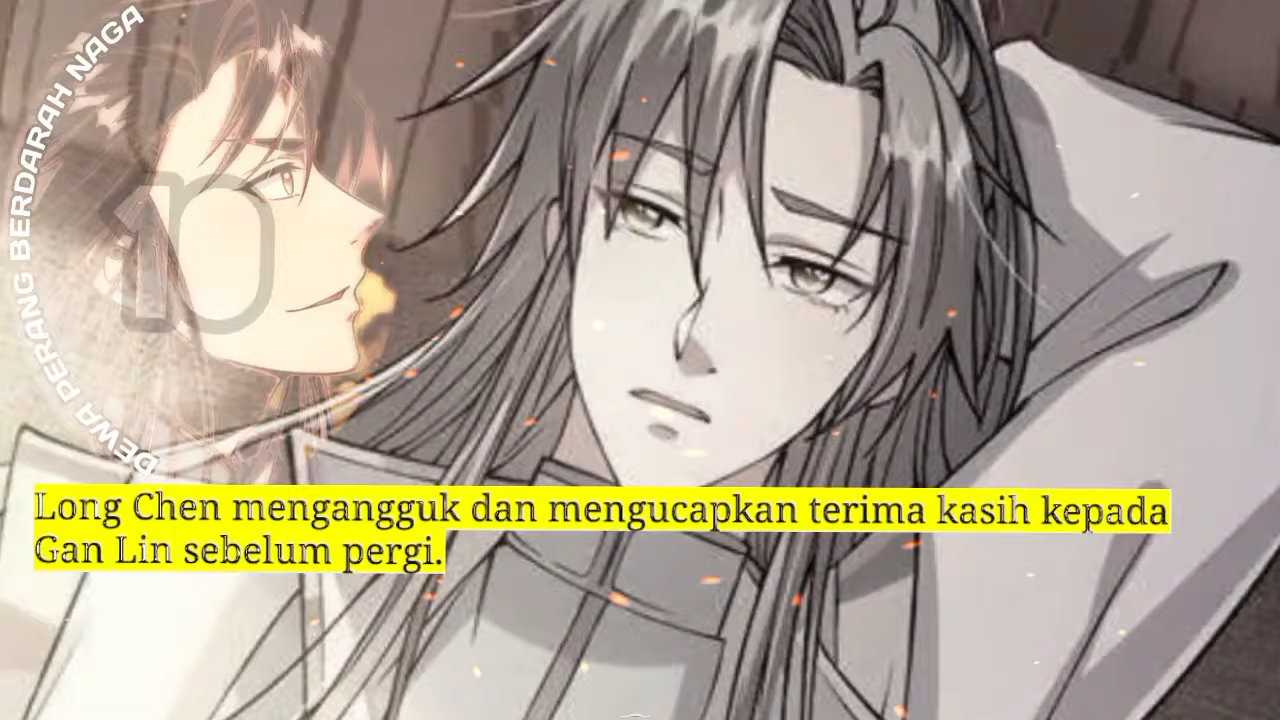 DEWA PERANG BERDARAH NAGA
Long Chen mengangguk dan mengucapkan terima kasih kepada
Gan Lin sebelum pergi.